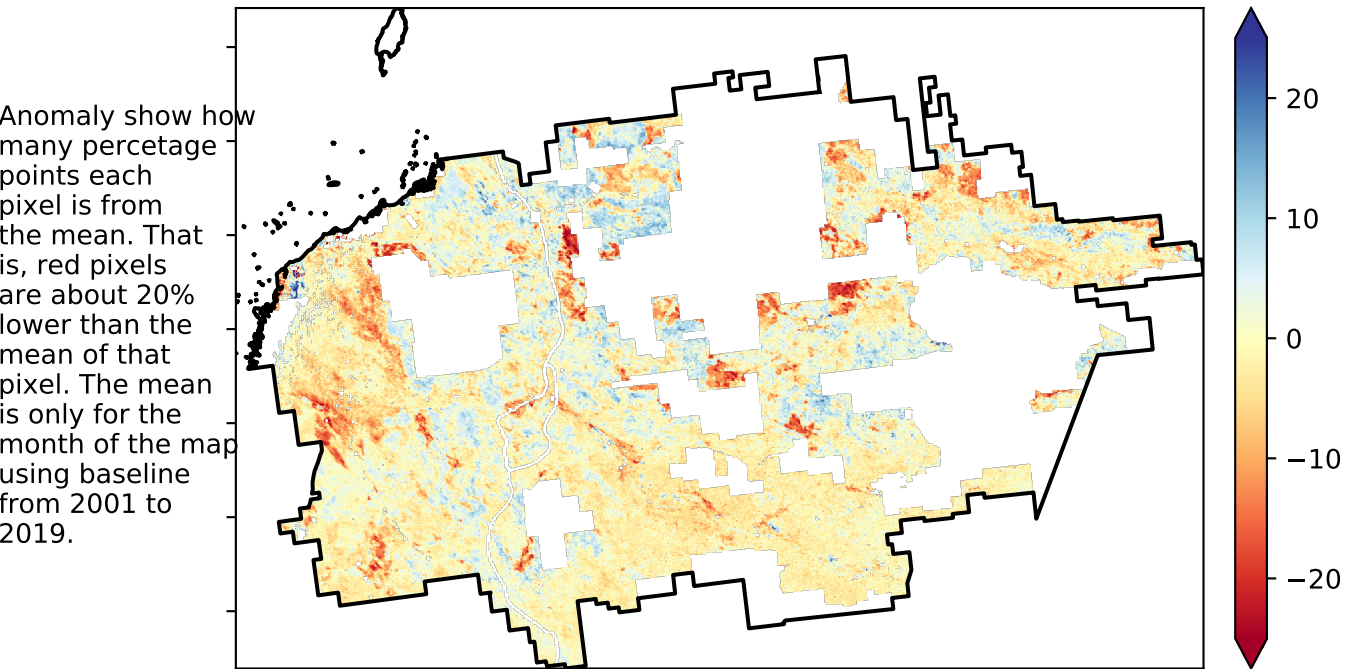 Anomaly show how
many percetage
points each
pixel is from
the mean. That
is, red pixels
are about 20%
lower than the
mean of that
pixel. The mean
is only for the
month of the map
using baseline
from 2001 to
2019.
20
10
0
−10
−20